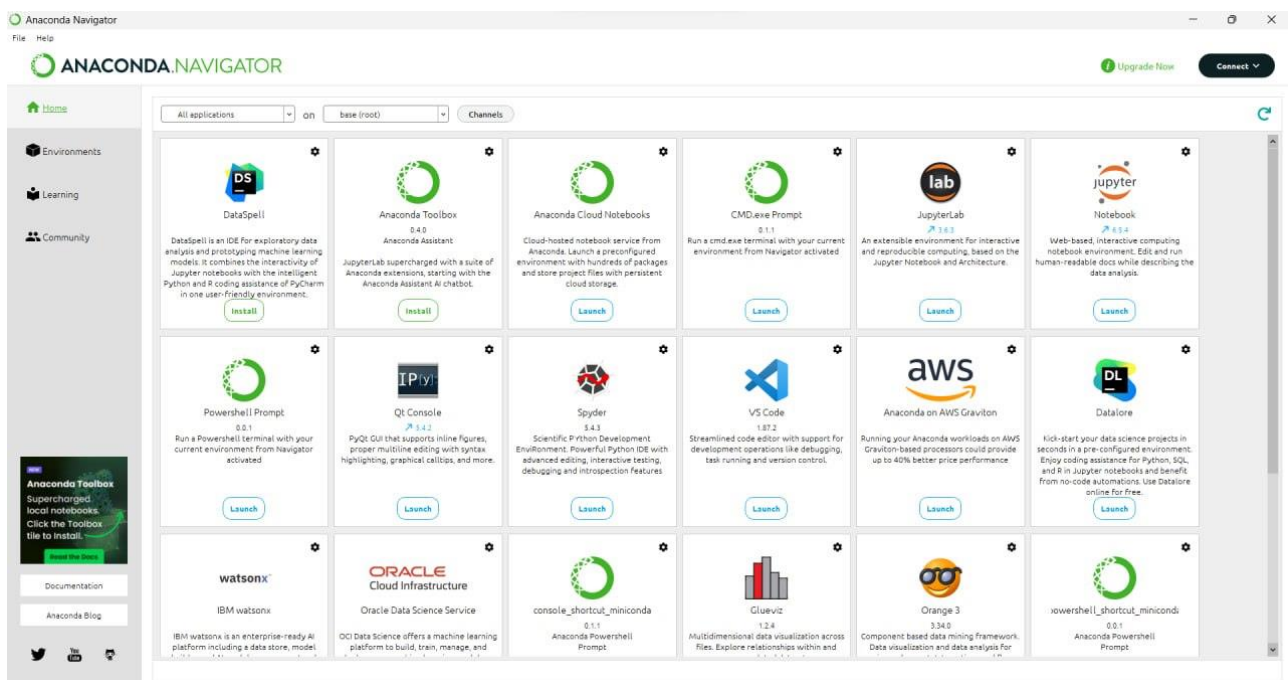 Anaconda Navigator
File Help
ANACONDA.NAVIGATOR
Upgrade Now
Connect
Home
Environments
Learning
Community
All applications
on
base (root)
Channels
DS
DataSpell
DataSpell is an IDE for exploratory data
analysis and prototyping machine learning
models. It combines the interactivity of
Jupyter notebooks with the intelligent
Python and R coding assistance of PyCharm
in one user-friendly environment.
Install
Anaconda Toolbox
0.4.0
Anaconda Assistant
JupyterLab supercharged with a suite of
Anaconda extensions, starting with the
Anaconda Assistant AI chatbot.
Install
Anaconda Cloud Notebooks
Cloud-hosted notebook service from
Anaconda. Launch a preconfigured
environment with hundreds of packages
and store project files with persistent
cloud storage.
Launch
CMD.exe Prompt
0.1.1
Run a cmd.exe terminal with your current
environment from Navigator activated
Launch
lab
JupyterLab
3.6.3
An extensible environment for interactive
and reproducible computing, based on the
Jupyter Notebook and Architecture.
Launch
jupyter
Notebook
6.5.4
Web-based, interactive computing
notebook environment. Edit and run
human-readable docs while describing the
data analysis.
Launch
Powershell Prompt
0.0.1
Run a Powershell terminal with your
current environment from Navigator
activated
Launch
IP[y]:
Qt Console
5.4.2
PyQt GUI that supports inline figures,
proper multiline editing with syntax
highlighting, graphical calltips, and more.
Launch
Spyder
5.4.3
Scientific PYthon Development
EnviRonment. Powerful Python IDE with
advanced editing, interactive testing,
debugging and introspection features
Launch
VS Code
1.87.2
Streamlined code editor with support for
development operations like debugging,
task running and version control.
Launch
aws
Anaconda on AWS Graviton
Running your Anaconda workloads on AWS
Graviton-based processors could provide
up to 40% better price performance
Launch
DL
Datalore
Kick-start your data science projects in
seconds in a pre-configured environment.
Enjoy coding assistance for Python, SQL,
and R in Jupyter notebooks and benefit
from no-code automations. Use Datalore
online for free.
Launch
NEW
Anaconda Toolbox
Supercharged
local notebooks.
Click the Toolbox
tile to Install.
Read the Docs
Documentation
Anaconda Blog
You Tube
watsonx
IBM watsonx
IBM watsonx is an enterprise-ready AI
platform including a data store, model
ORACLE
Cloud Infrastructure
Oracle Data Science Service
OCI Data Science offers a machine learning
platform to build, train, manage, and
console_shortcut_miniconda
0.1.1
Anaconda Powershell
Prompt
Glueviz
1.2.4
Multidimensional data visualization across
files. Explore relationships within and
Orange 3
3.34.0
Component based data mining framework.
Data visualization and data analysis for
powershell_shortcut_miniconda
0.0.1
Anaconda Powershell
Prompt